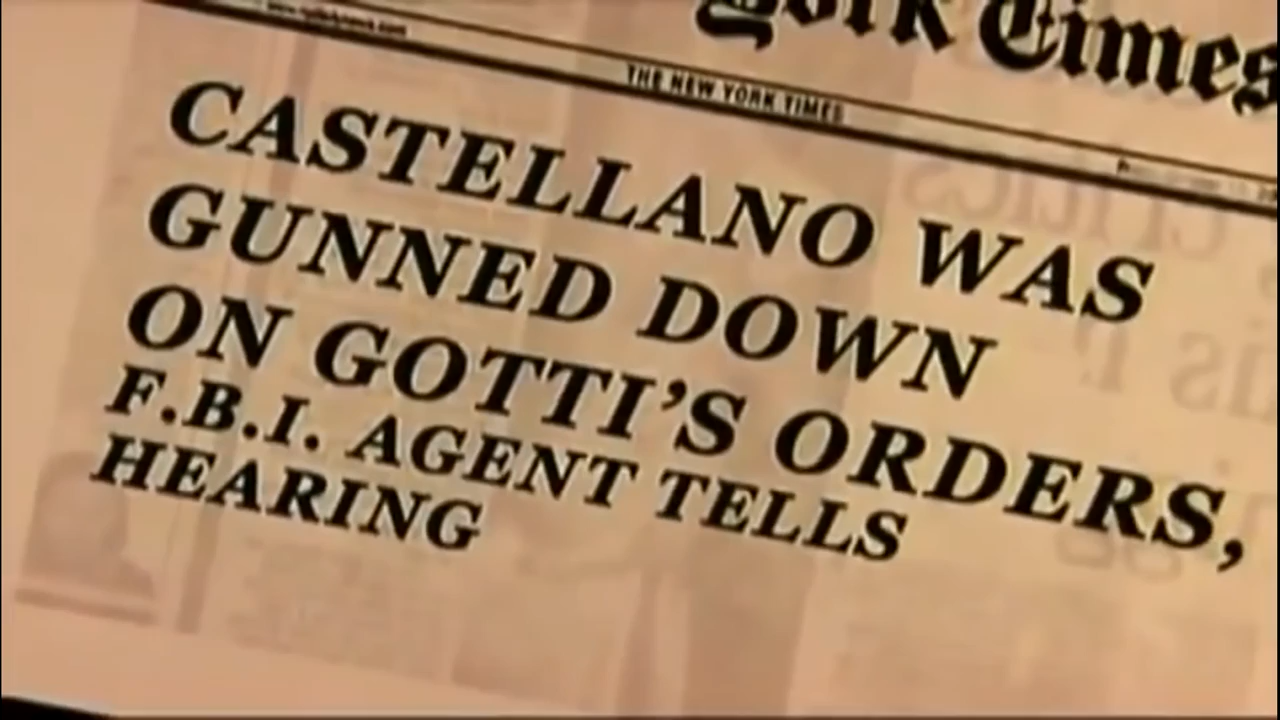 York Times
THE NEW YORK TIMES
CASTELLANO WAS
GUNNED DOWN
ON GOTTI'S ORDERS,
F.B.I. AGENT TELLS
HEARING